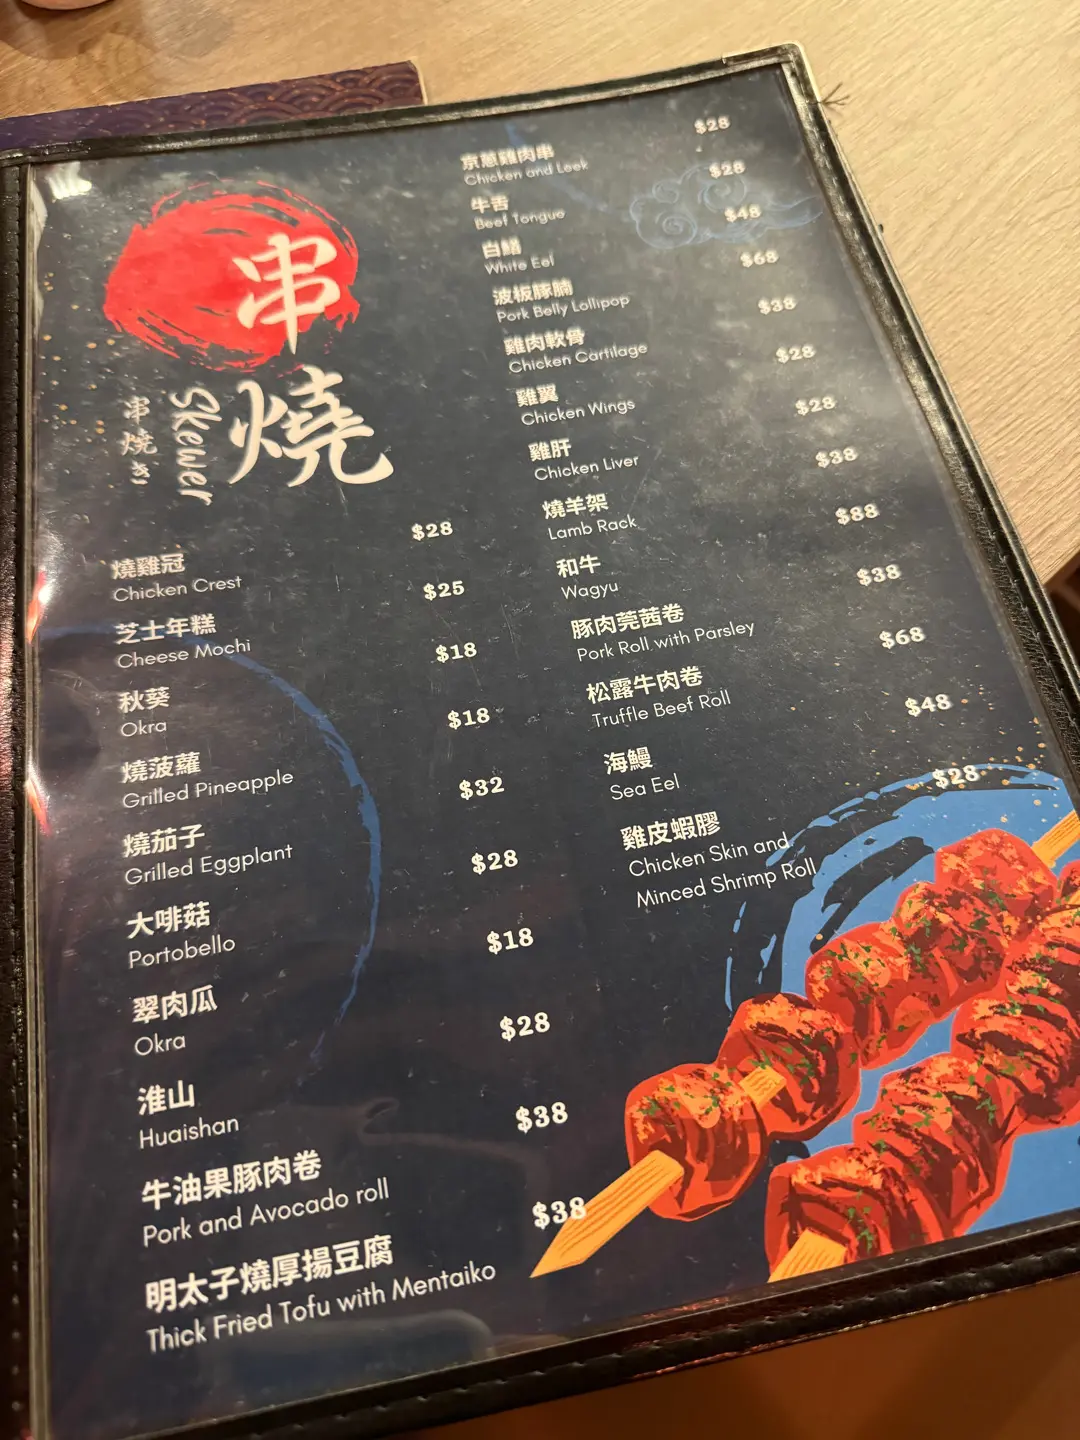 串燒
Skewer
串焼き
燒雞冠 $28
Chicken Crest
芝士年糕 $25
Cheese Mochi
秋葵 $18
Okra
燒菠蘿 $18
Grilled Pineapple
燒茄子 $32
Grilled Eggplant
大啡菇 $28
Portobello
翠肉瓜 $18
Okra
淮山 $28
Huaishan
牛油果豚肉卷 $38
Pork and Avocado roll
明太子燒厚揚豆腐 $38
Thick Fried Tofu with Mentaiko
京蔥雞肉串 $28
Chicken and Leek
牛舌 $28
Beef Tongue
白鱔 $48
White Eel
波板豚腩 $68
Pork Belly Lollipop
雞肉軟骨 $38
Chicken Cartilage
雞翼 $28
Chicken Wings
雞肝 $28
Chicken Liver
燒羊架 $38
Lamb Rack
和牛 $88
Wagyu
豚肉莞茜卷 $38
Pork Roll with Parsley
松露牛肉卷 $68
Truffle Beef Roll
海鰻 $48
Sea Eel
雞皮蝦膠 $28
Chicken Skin and
Minced Shrimp Roll